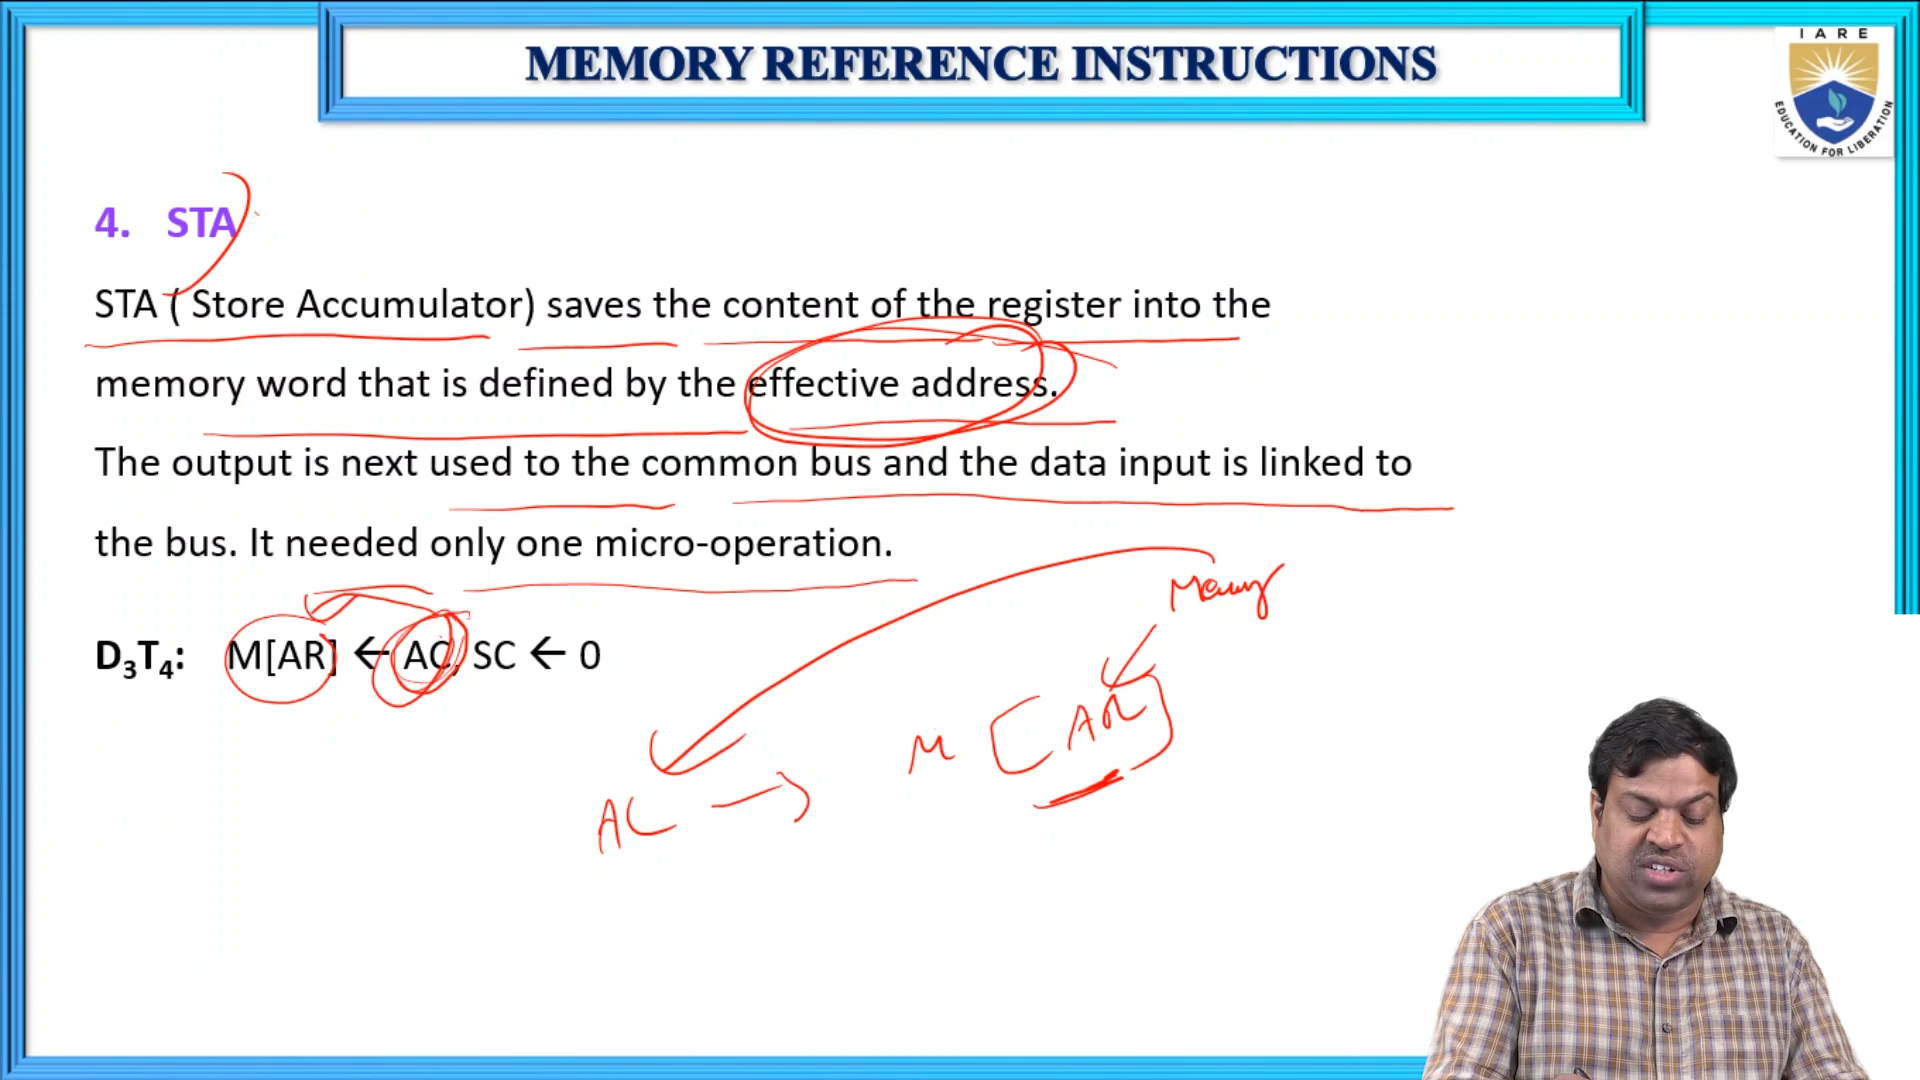 MEMORY REFERENCE INSTRUCTIONS
IARE
EDUCATION FOR LIBERATION
4. STA
STA ( Store Accumulator) saves the content of the register into the
memory word that is defined by the effective address.
The output is next used to the common bus and the data input is linked to
the bus. It needed only one micro-operation.
Memory
D₃T₄: M[AR] ← AC, SC ← 0
AC → M [AR]